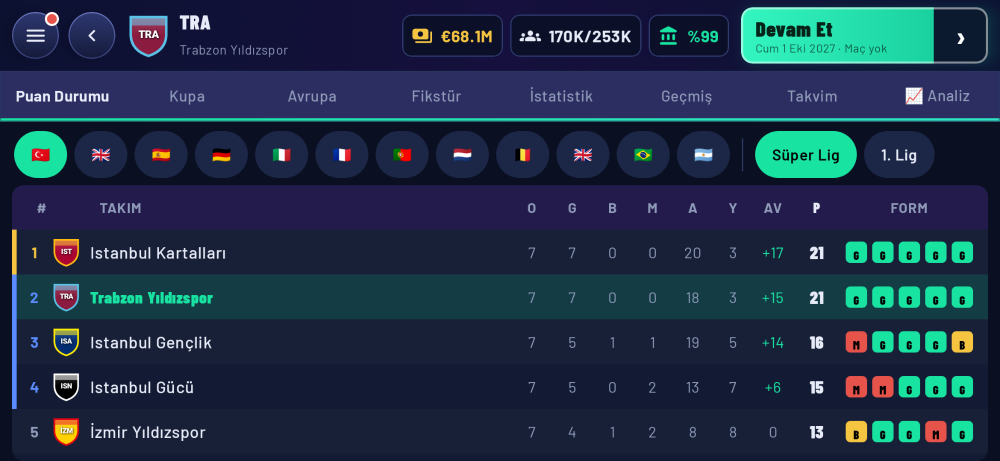 TRA
TRA
Trabzon Yıldızspor
€68.1M
170K/253K
%99
Devam Et
Cum 1 Eki 2027 · Maç yok
Puan Durumu Kupa Avrupa Fikstür İstatistik Geçmiş Takvim Analiz
Süper Lig 1. Lig
# TAKIM O G B M A Y AV P FORM
1 IST Istanbul Kartalları 7 7 0 0 20 3 +17 21 G G G G G
2 TRA Trabzon Yıldızspor 7 7 0 0 18 3 +15 21 G G G G G
3 ISA Istanbul Gençlik 7 5 1 1 19 5 +14 16 M G G G B
4 ISN Istanbul Gücü 7 5 0 2 13 7 +6 15 M M G G G
5 IZM İzmir Yıldızspor 7 4 1 2 8 8 0 13 B G G M G